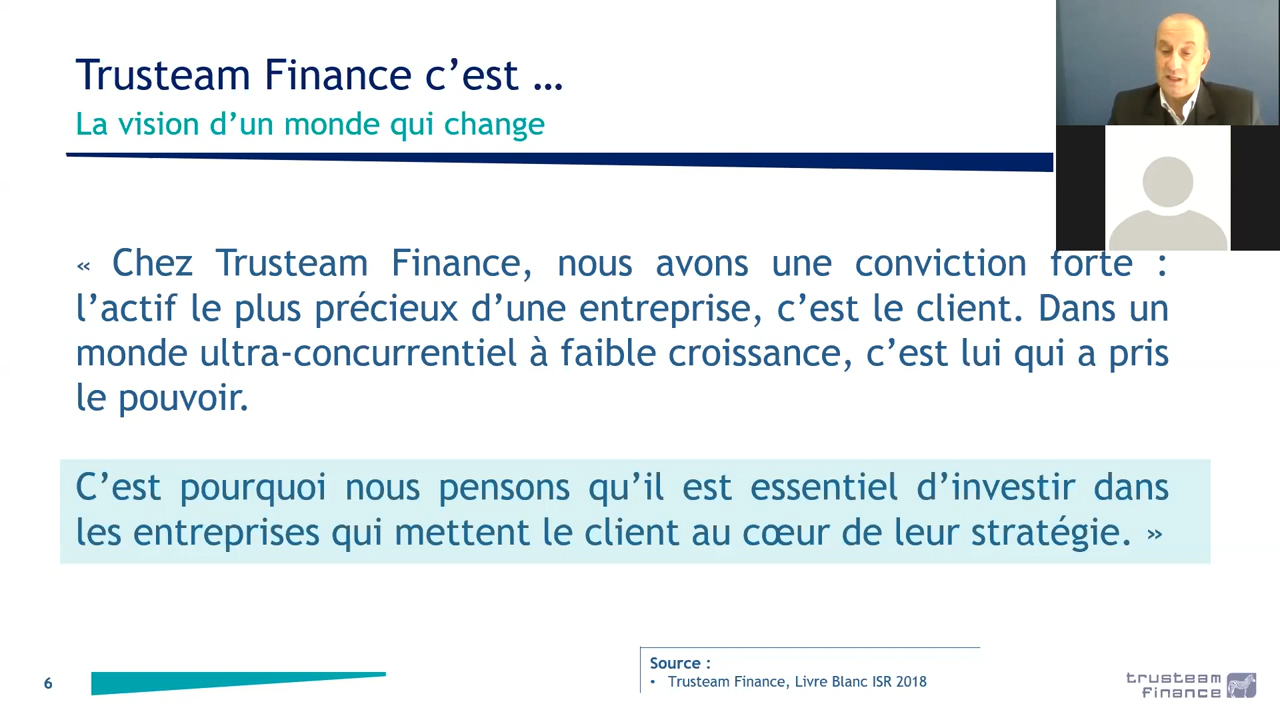 Trusteam Finance c’est …
La vision d’un monde qui change
« Chez Trusteam Finance, nous avons une conviction forte :
l’actif le plus précieux d’une entreprise, c’est le client. Dans un
monde ultra-concurrentiel à faible croissance, c’est lui qui a pris
le pouvoir.
C’est pourquoi nous pensons qu’il est essentiel d’investir dans
les entreprises qui mettent le client au cœur de leur stratégie. »
6
Source :
• Trusteam Finance, Livre Blanc ISR 2018
trusteam
finance